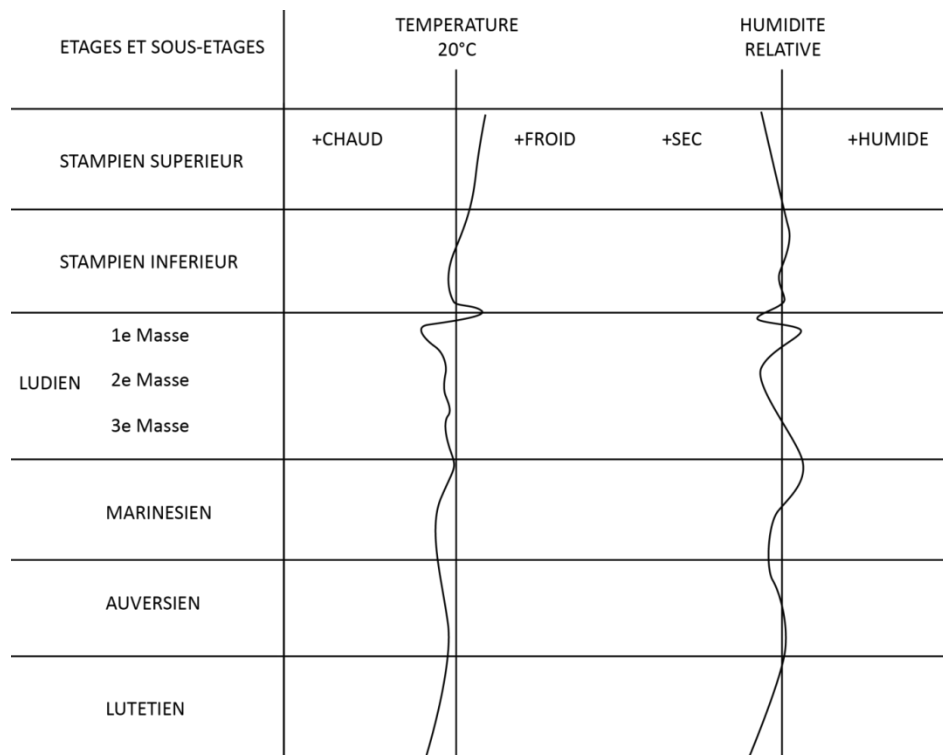 ETAGES ET SOUS-ETAGES
TEMPERATURE
20°C
HUMIDITE
RELATIVE
STAMPIEN SUPERIEUR
+CHAUD
+FROID
+SEC
+HUMIDE
STAMPIEN INFERIEUR
LUDIEN
1e Masse
2e Masse
3e Masse
MARINESIEN
AUVERSIEN
LUTETIEN